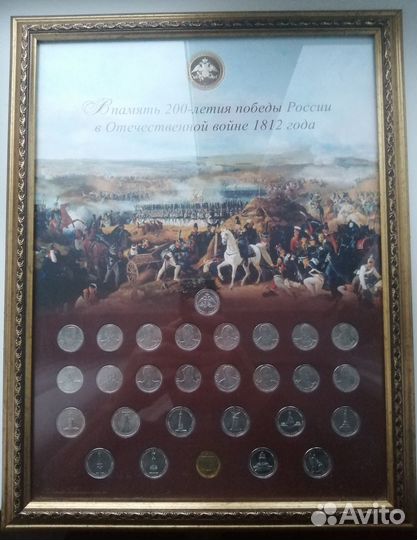 В память 200-летия победы России
в Отечественной войне 1812 года
Avito